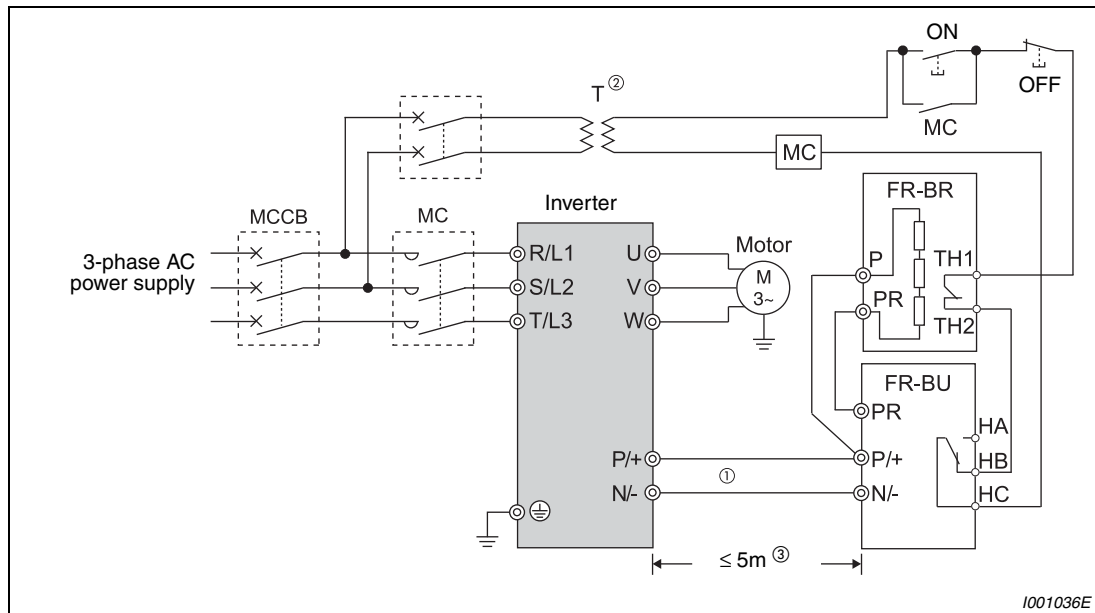 ON
OFF
T ②
MC
MC
FR-BR
Inverter
MCCB
MC
3-phase AC
power supply
R/L1
S/L2
T/L3
U
V
W
Motor
M
3~
P
PR
TH1
TH2
FR-BU
PR
P/+
N/-
HA
HB
HC
P/+
N/-
①
≤ 5m ③
I001036E